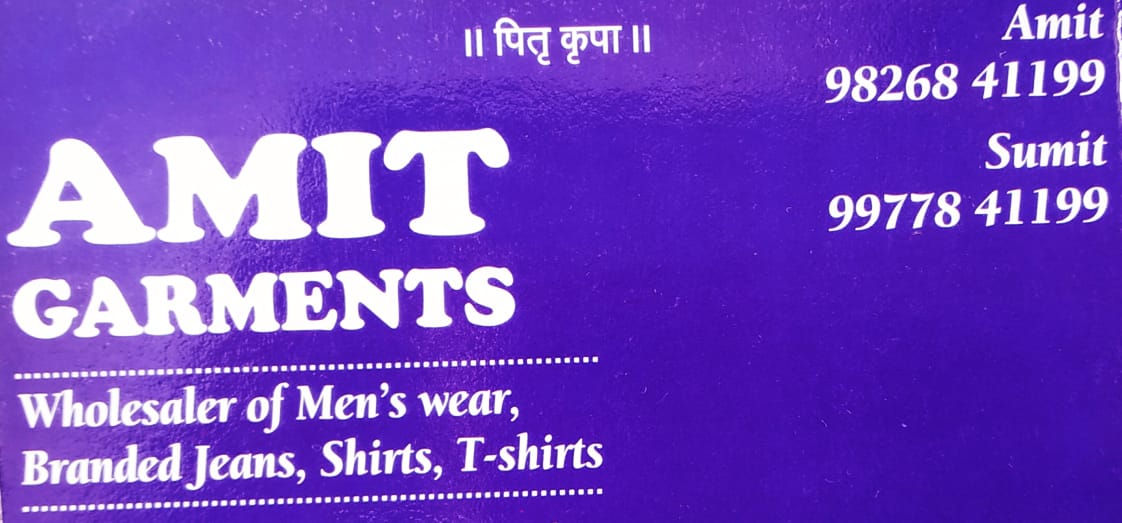 ॥ पितृ कृपा ॥
Amit
98268 41199
Sumit
99778 41199
AMIT
GARMENTS
Wholesaler of Men's wear,
Branded Jeans, Shirts, T-shirts